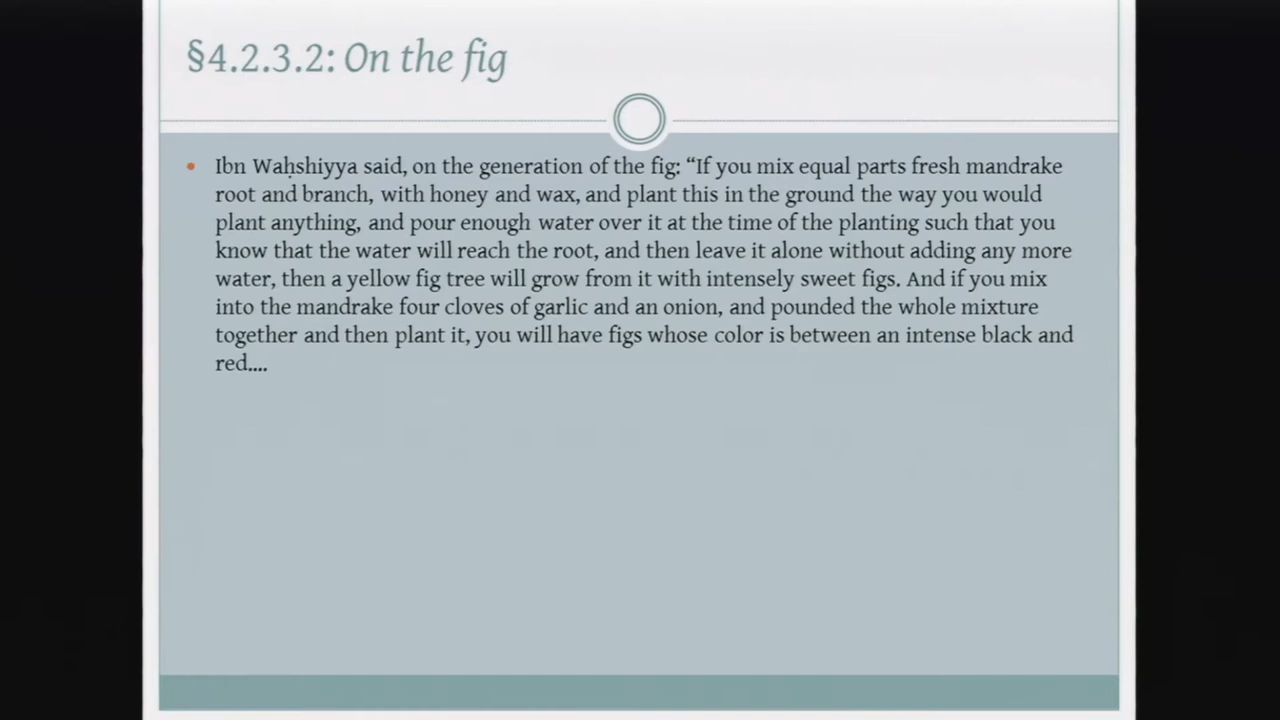 §4.2.3.2: On the fig
• Ibn Waḥshiyya said, on the generation of the fig: “If you mix equal parts fresh mandrake
root and branch, with honey and wax, and plant this in the ground the way you would
plant anything, and pour enough water over it at the time of the planting such that you
know that the water will reach the root, and then leave it alone without adding any more
water, then a yellow fig tree will grow from it with intensely sweet figs. And if you mix
into the mandrake four cloves of garlic and an onion, and pounded the whole mixture
together and then plant it, you will have figs whose color is between an intense black and
red....